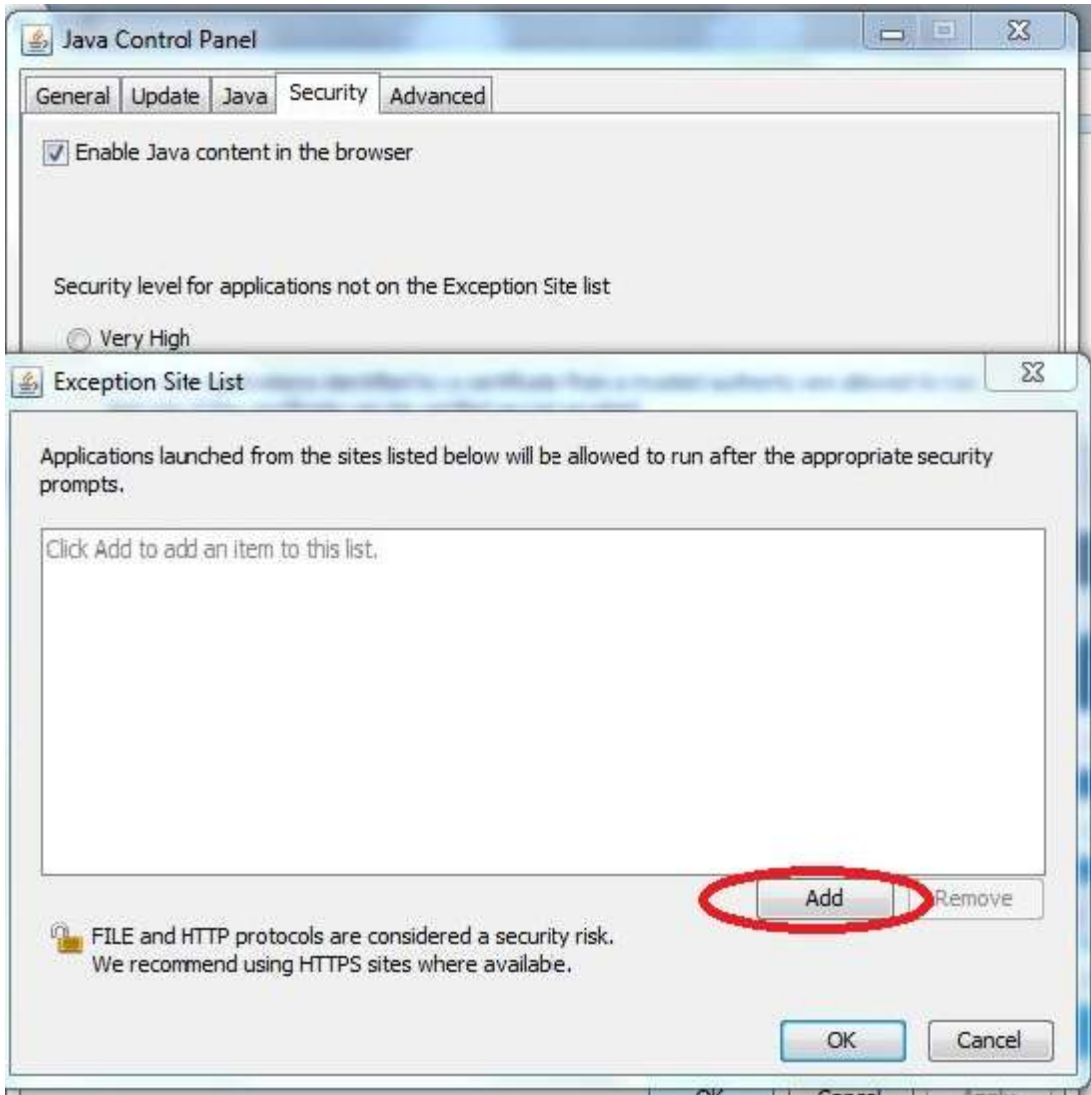 Java Control Panel
General Update Java Security Advanced
Enable Java content in the browser
Security level for applications not on the Exception Site list
Very High
Exception Site List
Applications launched from the sites listed below will be allowed to run after the appropriate security
prompts.
Click Add to add an item to this list.
Add Remove
FILE and HTTP protocols are considered a security risk.
We recommend using HTTPS sites where availabe.
OK Cancel